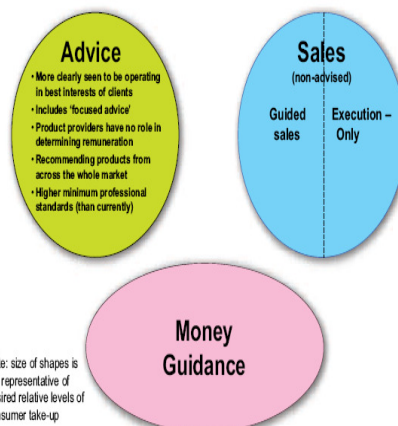 Advice
• More clearly seen to be operating
in best interests of clients
• Includes ‘focused advice’
• Product providers have no role in
determining remuneration
• Recommending products from
across the whole market
• Higher minimum professional
standards (than currently)
Sales
(non-advised)
Guided
sales
Execution –
Only
Money
Guidance
size of shapes is
representative of
relative levels of
take-up